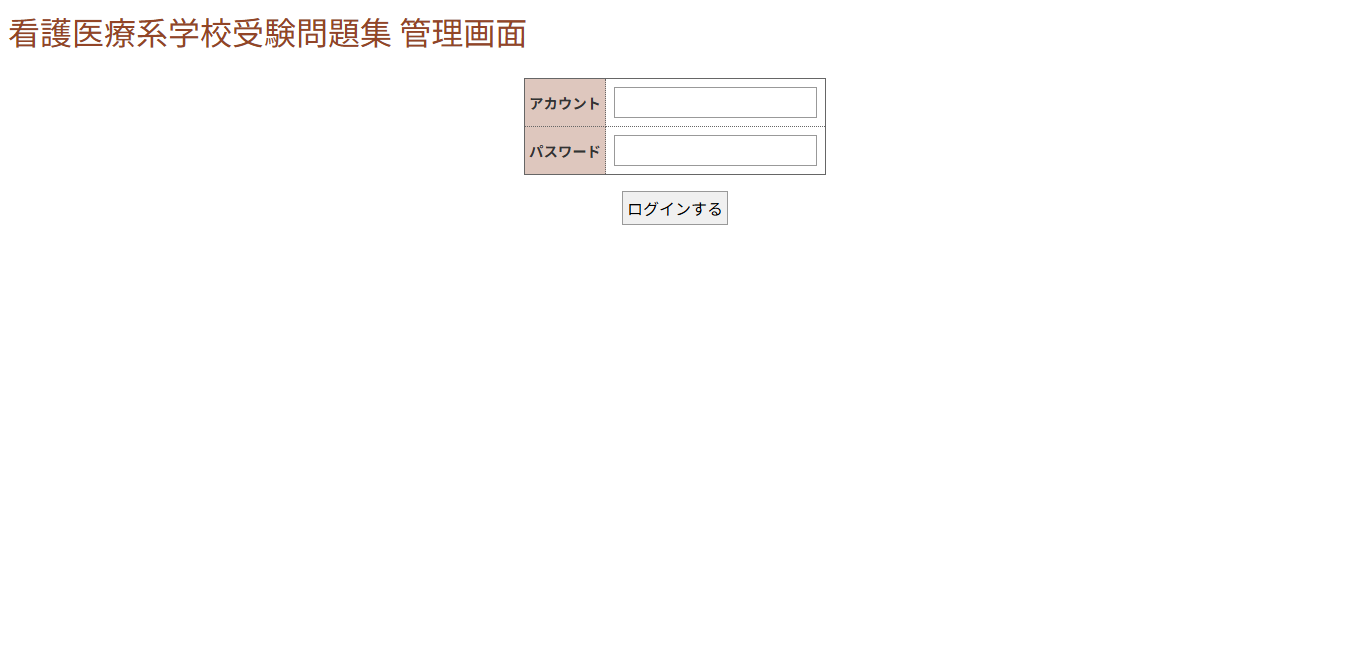 看護医療系学校受験問題集 管理画面
アカウント
パスワード
ログインする